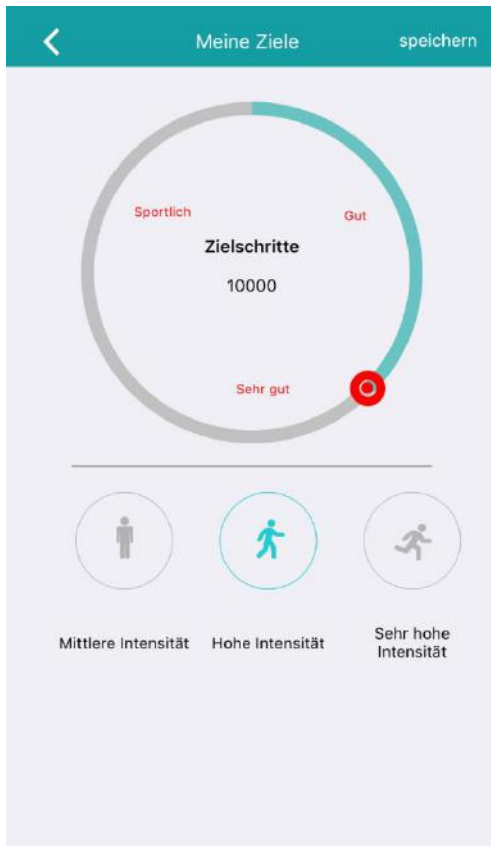 Meine Ziele
speichern
Sportlich
Gut
Zielschritte
10000
Sehr gut
Mittlere Intensität
Hohe Intensität
Sehr hohe
Intensität